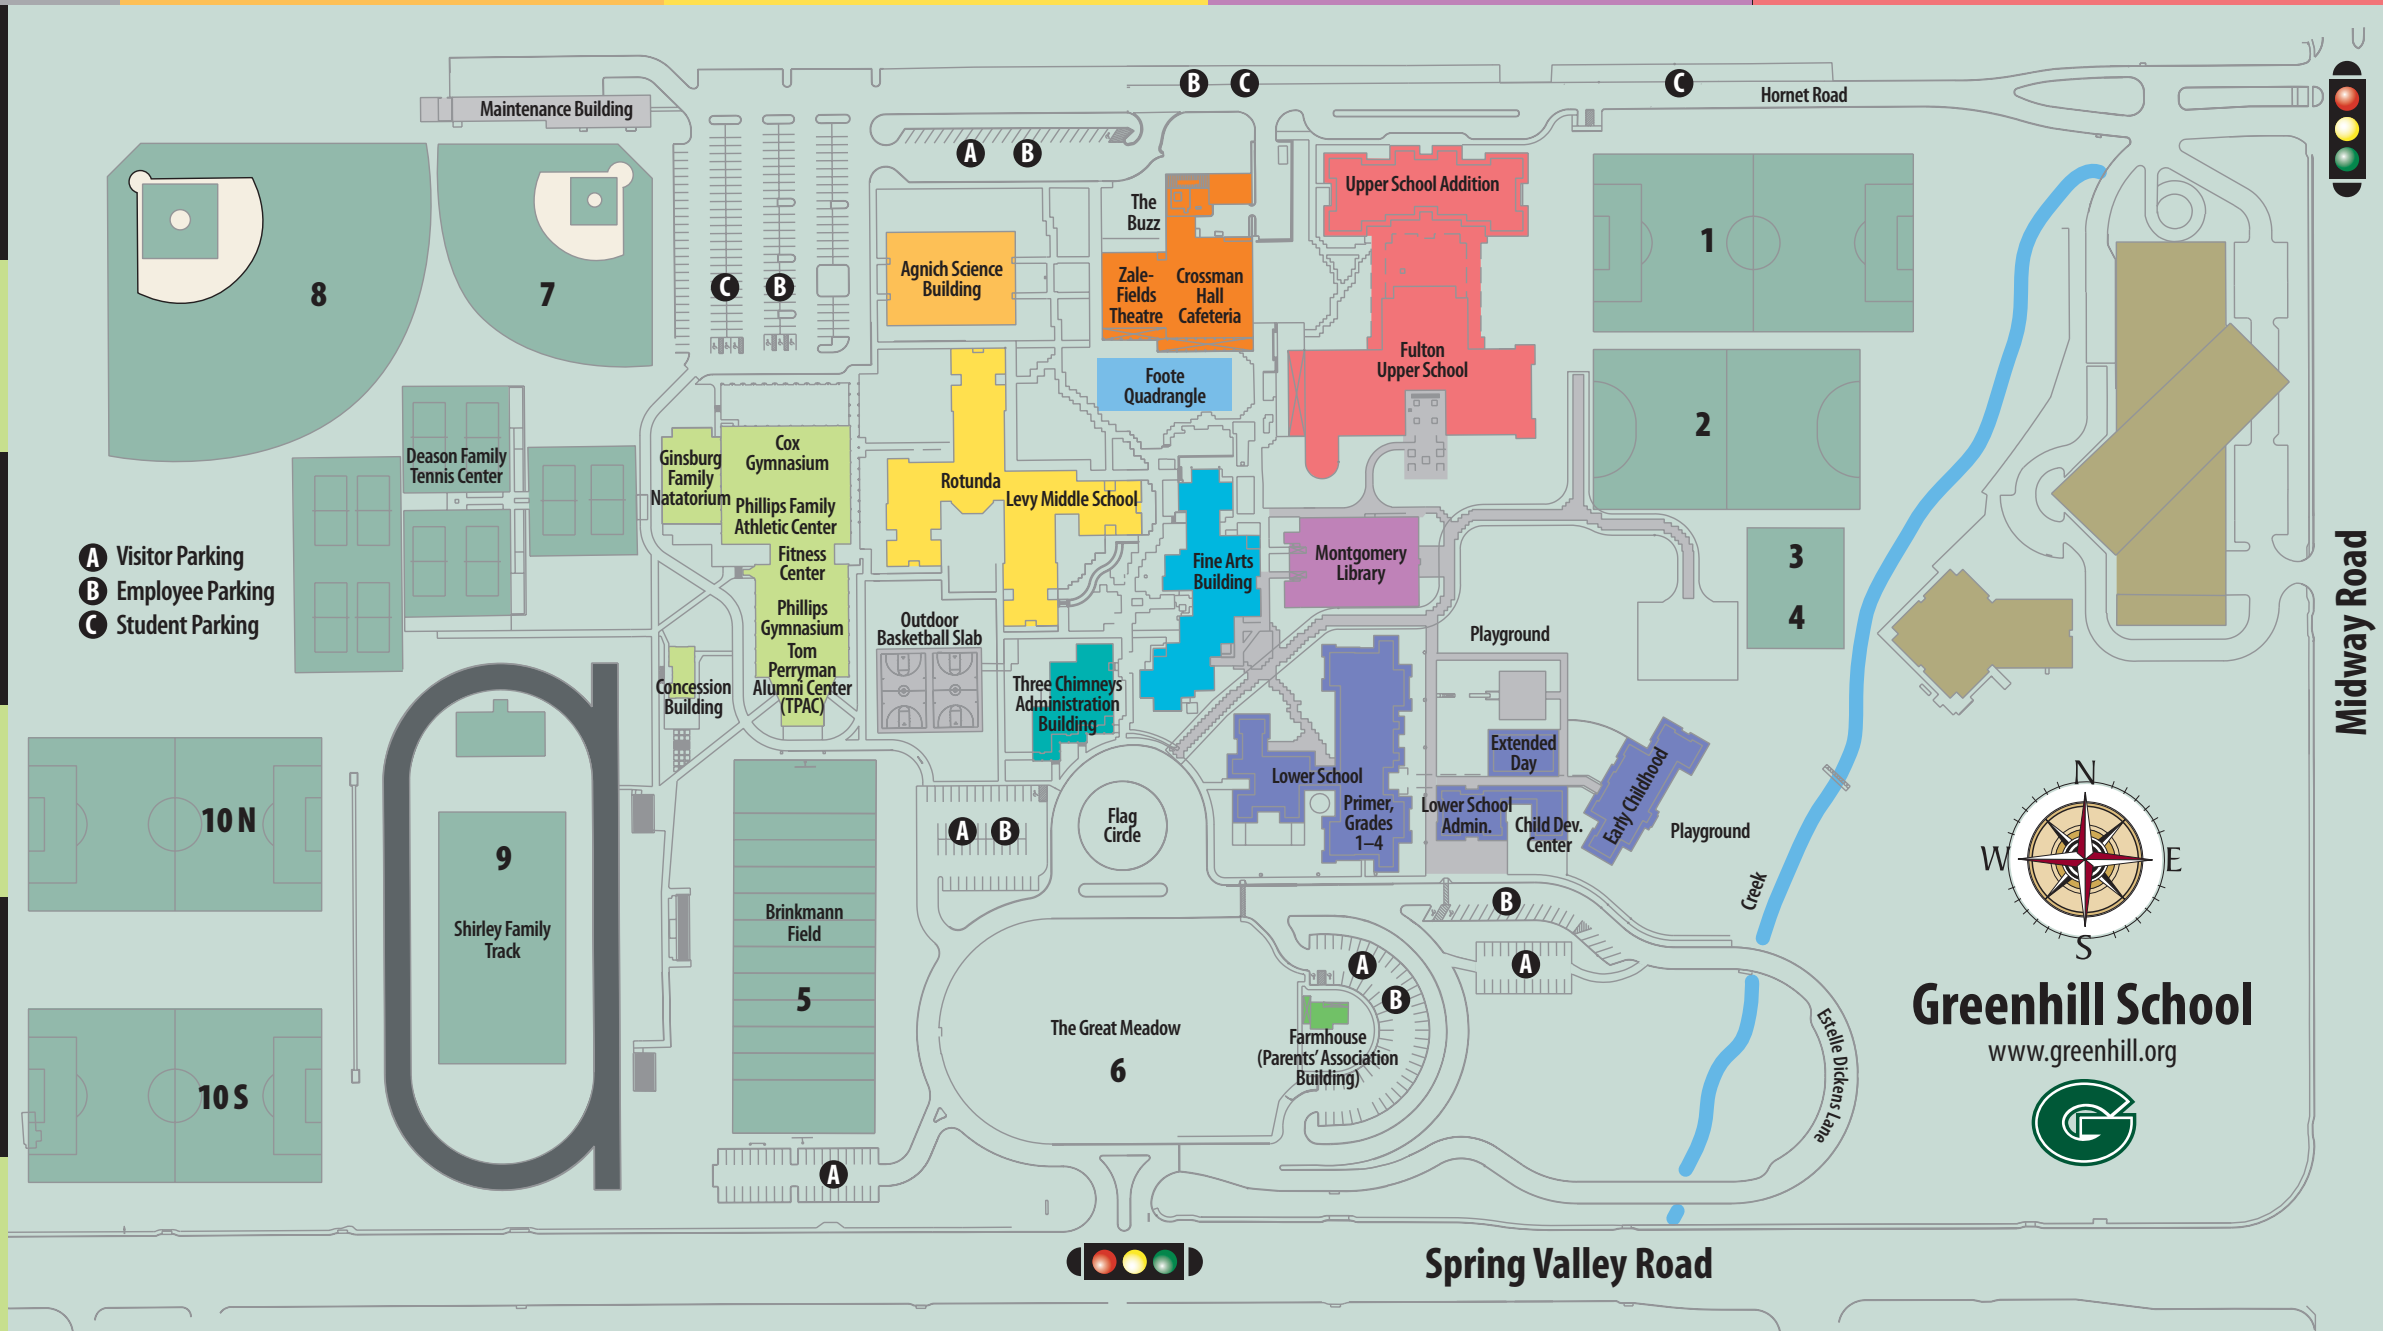 B
C
C
Hornet Road
Maintenance Building
A
B
The
Buzz
Upper School Addition
1
8
7
C
B
Agnich Science
Building
Zale-
Fields
Theatre
Crossman
Hall
Cafeteria
Fulton
Upper School
Foote
Quadrangle
2
Deason Family
Tennis Center
Ginsburg
Family
Natatorium
Cox
Gymnasium
Phillips Family
Athletic Center
Fitness
Center
Phillips
Gymnasium
Tom
Perryman
Alumni Center
(TPAC)
Rotunda
Levy Middle School
Fine Arts
Building
Montgomery
Library
3
4
A Visitor Parking
B Employee Parking
C Student Parking
Midway Road
Outdoor
Basketball Slab
Playground
Concession
Building
Three Chimneys
Administration
Building
Extended
Day
Lower School
Primer,
Grades
1–4
Lower School
Admin.
Child Dev.
Center
Early Childhood
Playground
Flag
Circle
A
B
10 N
9
Shirley Family
Track
Brinkmann
Field
5
10 S
The Great Meadow
6
B
A
A
B
Farmhouse
(Parents' Association
Building)
Creek
Estelle Dickens Lane
N
W
E
S
Greenhill School
www.greenhill.org
G
A
Spring Valley Road